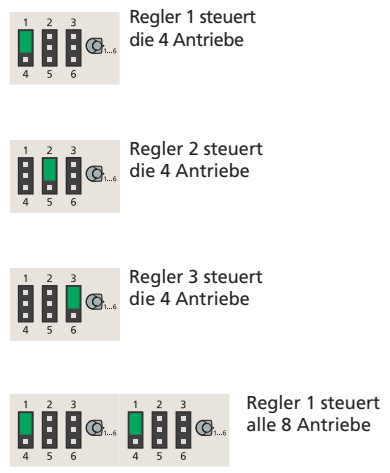 1 2 3
1...6
4 5 6
Regler 1 steuert
die 4 Antriebe
1 2 3
1...6
4 5 6
Regler 2 steuert
die 4 Antriebe
1 2 3
1...6
4 5 6
Regler 3 steuert
die 4 Antriebe
1 2 3 1 2 3
1...6 1...6
4 5 6 4 5 6
Regler 1 steuert
alle 8 Antriebe